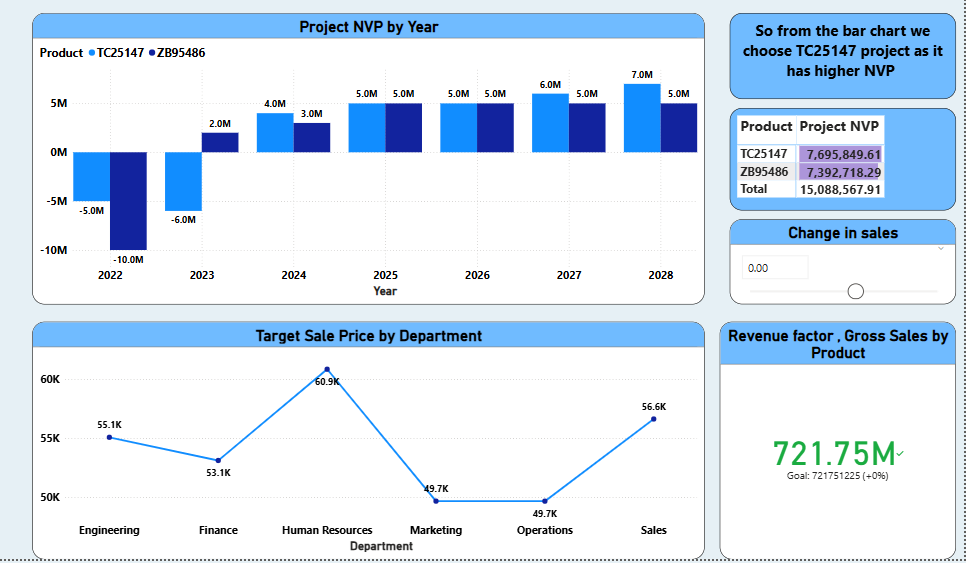 Project NVP by Year
Product TC25147 ZB95486
5M
0M
-5M
-10M
-5.0M
-10.0M
-6.0M
2.0M
4.0M
3.0M
5.0M
5.0M
5.0M
5.0M
6.0M
5.0M
7.0M
5.0M
2022 2023 2024 2025 2026 2027 2028
Year
So from the bar chart we
choose TC25147 project as it
has higher NVP
Product Project NVP
TC25147 7,695,849.61
ZB95486 7,392,718.29
Total 15,088,567.91
Change in sales
0.00
Target Sale Price by Department
60K
55K
50K
55.1K
53.1K
60.9K
49.7K
49.7K
56.6K
Engineering Finance Human Resources Marketing Operations Sales
Department
Revenue factor , Gross Sales by
Product
721.75M
Goal: 721751225 (+0%)